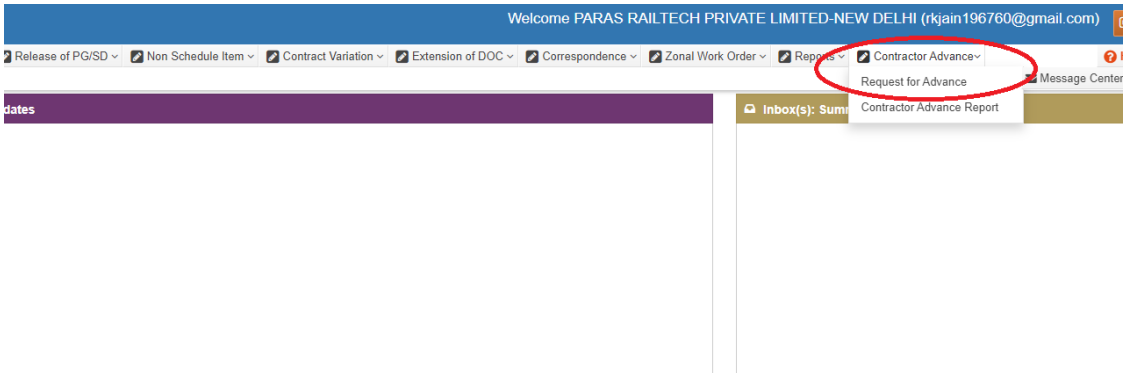 Welcome PARAS RAILTECH PRIVATE LIMITED-NEW DELHI (rkjain196760@gmail.com)
Release of PG/SD Non Schedule Item Contract Variation Extension of DOC Correspondence Zonal Work Order Reports Contractor Advance
Request for Advance Message Center
dates Inbox(s): Contractor Advance Report